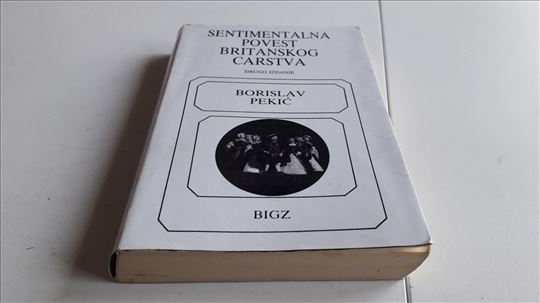 SENTIMENTALNA
POVEST
BRITANSKOG
CARSTVA
DRUGO IZDANJE
BORISLAV
PEKIĆ
BIGZ